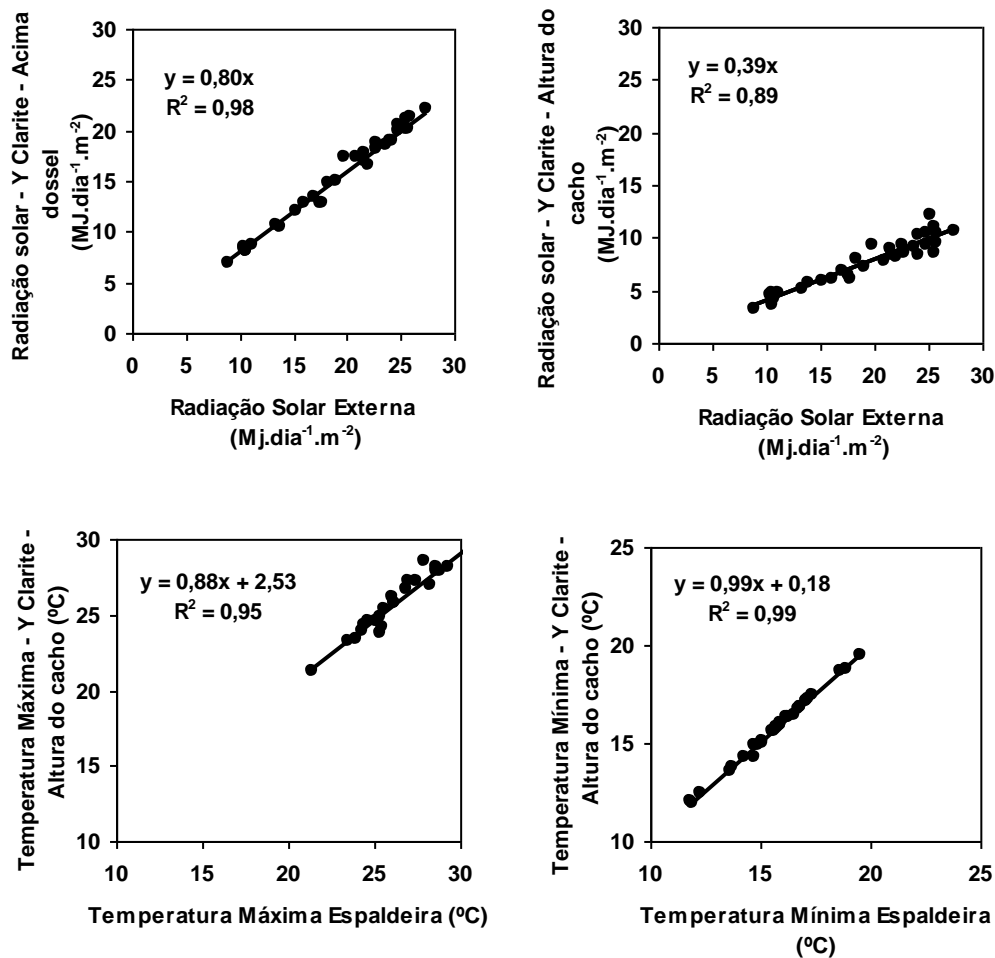 Radiação solar - Y Clarite - Acima
dossel
(MJ.dia-1.m-2)
30
25
20
15
10
5
0
y = 0,80x
R2 = 0,98
0 5 10 15 20 25 30
Radiação Solar Externa
(Mj.dia-1.m-2)
Radiação solar - Y Clarite - Altura do
cacho
(MJ.dia-1.m-2)
30
25
20
15
10
5
0
y = 0,39x
R2 = 0,89
0 5 10 15 20 25 30
Radiação Solar Externa
(Mj.dia-1.m-2)
Temperatura Máxima - Y Clarite -
Altura do cacho (ºC)
30
25
20
15
10
y = 0,88x + 2,53
R2 = 0,95
10 20 25 30
Temperatura Máxima Espaldeira (ºC)
Temperatura Mínima - Y Clarite -
Altura do cacho (ºC)
25
20
15
10
y = 0,99x + 0,18
R2 = 0,99
10 15 20 25
Temperatura Mínima Espaldeira
(ºC)